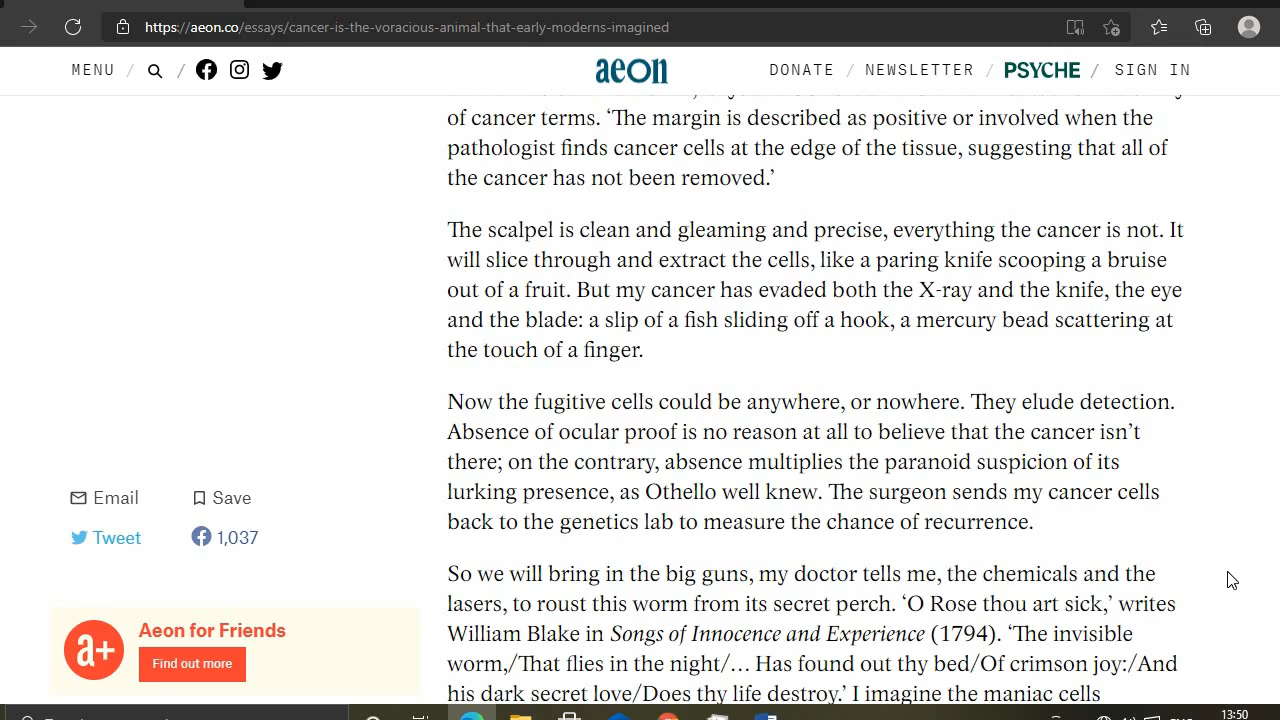 https://aeon.co/essays/cancer-is-the-voracious-animal-that-early-moderns-imagined
MENU / / aeon DONATE / NEWSLETTER / PSYCHE / SIGN IN
of cancer terms. ‘The margin is described as positive or involved when the
pathologist finds cancer cells at the edge of the tissue, suggesting that all of
the cancer has not been removed.’
The scalpel is clean and gleaming and precise, everything the cancer is not. It
will slice through and extract the cells, like a paring knife scooping a bruise
out of a fruit. But my cancer has evaded both the X-ray and the knife, the eye
and the blade: a slip of a fish sliding off a hook, a mercury bead scattering at
the touch of a finger.
Now the fugitive cells could be anywhere, or nowhere. They elude detection.
Absence of ocular proof is no reason at all to believe that the cancer isn’t
there; on the contrary, absence multiplies the paranoid suspicion of its
lurking presence, as Othello well knew. The surgeon sends my cancer cells
back to the genetics lab to measure the chance of recurrence.
So we will bring in the big guns, my doctor tells me, the chemicals and the
lasers, to roust this worm from its secret perch. ‘O Rose thou art sick,’ writes
William Blake in Songs of Innocence and Experience (1794). ‘The invisible
worm,/That flies in the night/… Has found out thy bed/Of crimson joy:/And
his dark secret love/Does thy life destroy.’ I imagine the maniac cells
Email Save
Tweet 1,037
a+ Aeon for Friends
Find out more
13:50